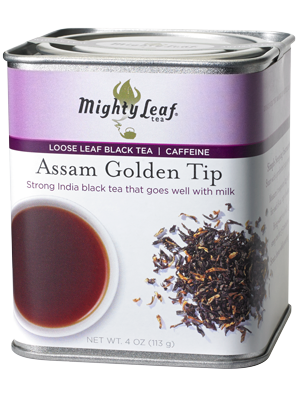 Mighty Leaf®
tea
LOOSE LEAF BLACK TEA | CAFFEINE
Assam Golden Tip
Strong India black tea that goes well with milk
NET WT. 4 OZ (113 g)